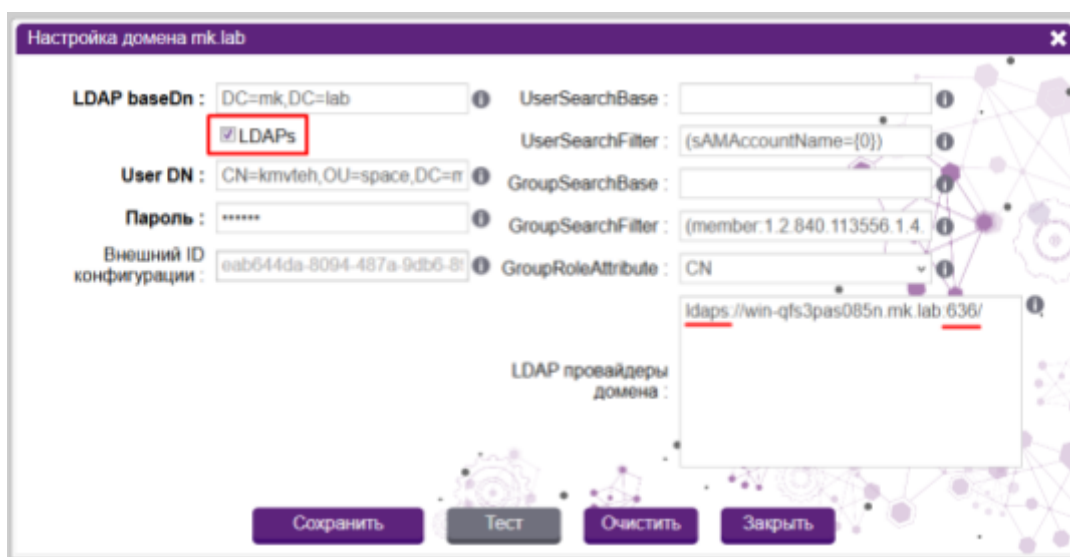 Настройка домена mk.lab
LDAP baseDn :
DC=mk,DC=lab
LDAPs
User DN :
CN=kmvteh,OU=space,DC=m
Пароль :
••••••
Внешний ID
конфигурации :
eab644da-8094-487a-9db6-8
UserSearchBase :
UserSearchFilter :
(sAMAccountName={0})
GroupSearchBase :
GroupSearchFilter :
(member:1.2.840.113556.1.4.
GroupRoleAttribute :
CN
LDAP провайдеры
домена :
ldaps://win-qfs3pas085n.mk.lab:636/
Сохранить
Тест
Очистить
Закрыть